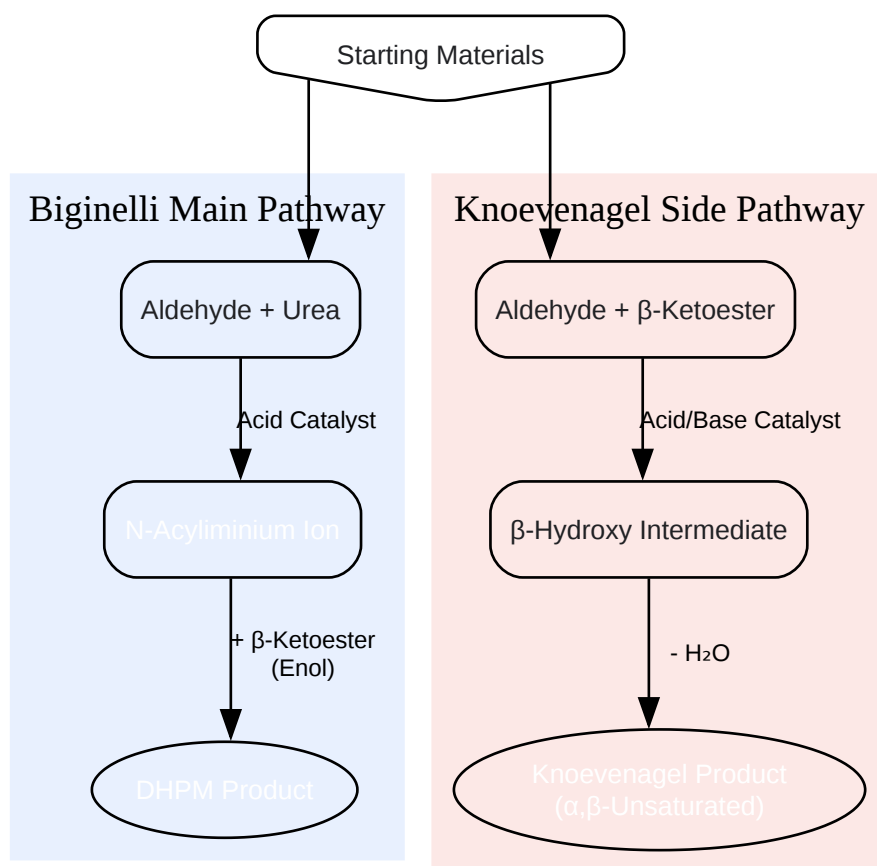 Starting Materials
Biginelli Main Pathway
Aldehyde + Urea
Acid Catalyst
N-Acyliminium Ion
+ β-Ketoester
(Enol)
DHPM Product
Knoevenagel Side Pathway
Aldehyde + β-Ketoester
Acid/Base Catalyst
β-Hydroxy Intermediate
- H₂O
Knoevenagel Product
(α,β-Unsaturated)